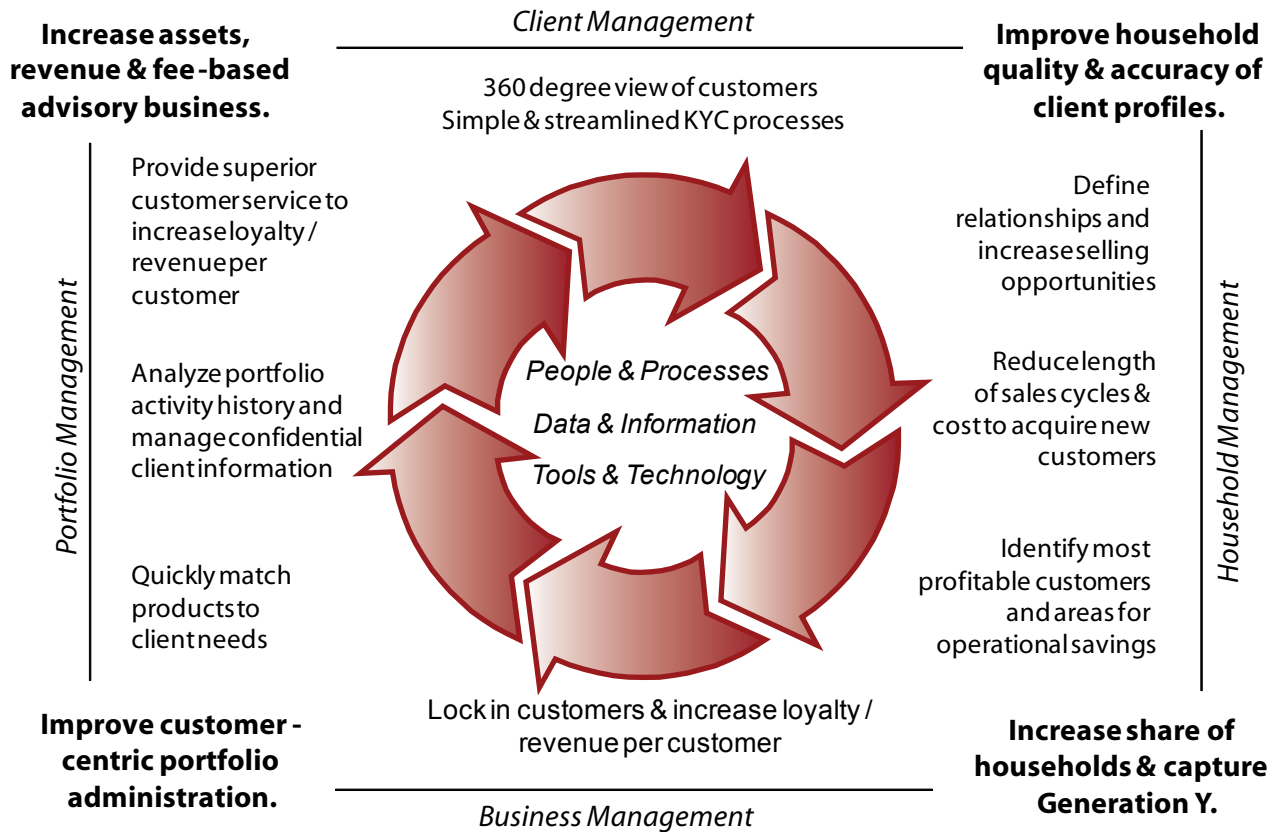 Client Management
Increase assets,
revenue & fee-based
advisory business.
Improve household
quality & accuracy of
client profiles.
360 degree view of customers
Simple & streamlined KYC processes
Portfolio Management
Provide superior
customer service to
increase loyalty /
revenue per
customer
Analyze portfolio
activity history and
manage confidential
client information
Quickly match
products to
client needs
People & Processes
Data & Information
Tools & Technology
Define
relationships and
increase selling
opportunities
Reduce length
of sales cycles &
cost to acquire new
customers
Identify most
profitable customers
and areas for
operational savings
Household Management
Lock in customers & increase loyalty /
revenue per customer
Improve customer -
centric portfolio
administration.
Increase share of
households & capture
Generation Y.
Business Management